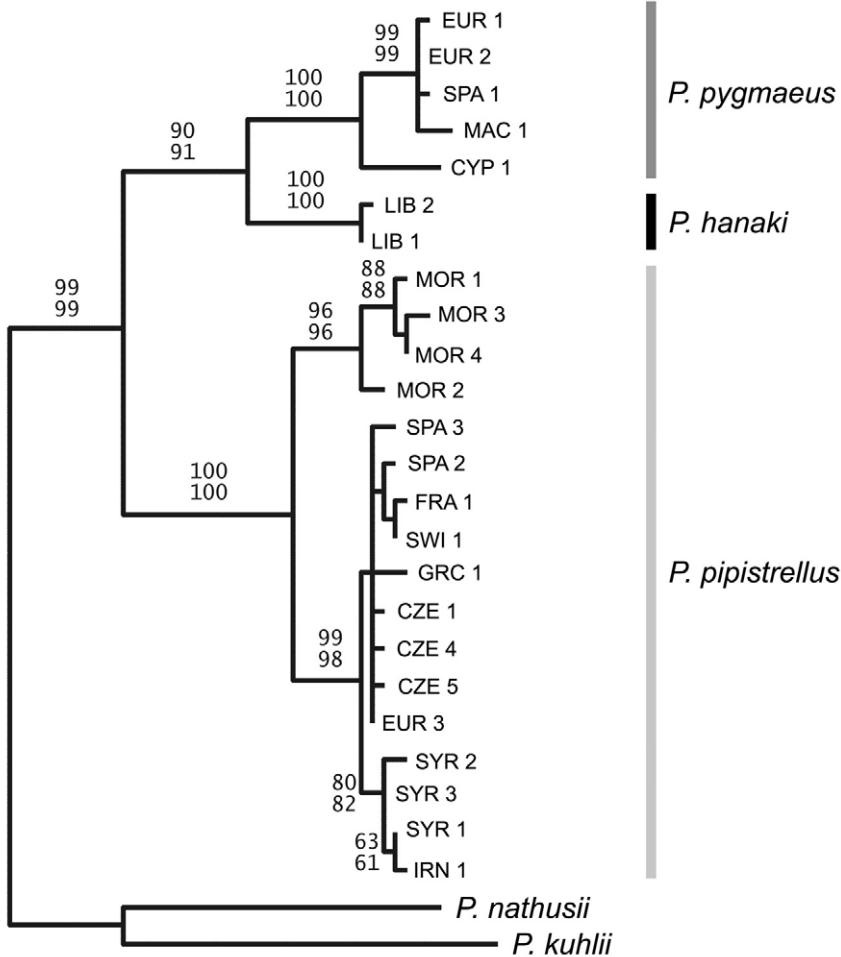 EUR 1
99
99
EUR 2
100
100
SPA 1
P. pygmaeus
90
91
MAC 1
CYP 1
100
100
LIB 2
P. hanaki
LIB 1
99
99
88
88
MOR 1
96
96
MOR 3
MOR 4
MOR 2
SPA 3
100
100
SPA 2
FRA 1
SWI 1
GRC 1
P. pipistrellus
CZE 1
99
98
CZE 4
CZE 5
EUR 3
SYR 2
80
82
SYR 3
SYR 1
63
61
IRN 1
P. nathusii
P. kuhlii